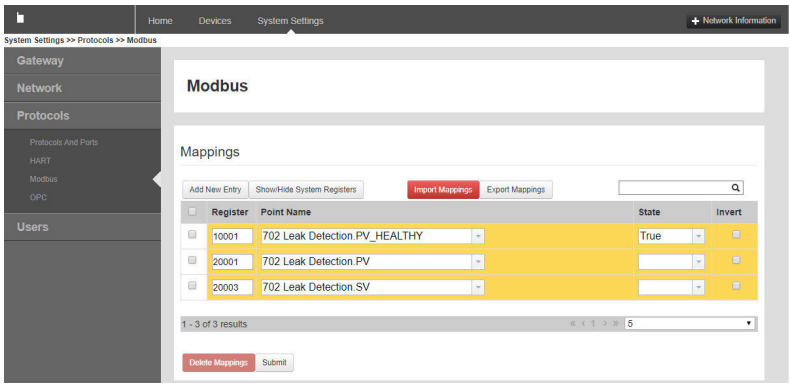 Home Devices System Settings + Network Information
System Settings >> Protocols >> Modbus
Gateway
Network
Protocols
Protocols And Ports
HART
Modbus
OPC
Users
Modbus
Mappings
Add New Entry Show/Hide System Registers Import Mappings Export Mappings
Register Point Name State Invert
10001 702 Leak Detection.PV_HEALTHY True
20001 702 Leak Detection.PV
20003 702 Leak Detection.SV
1 - 3 of 3 results « < 1 > » 5
Delete Mappings Submit